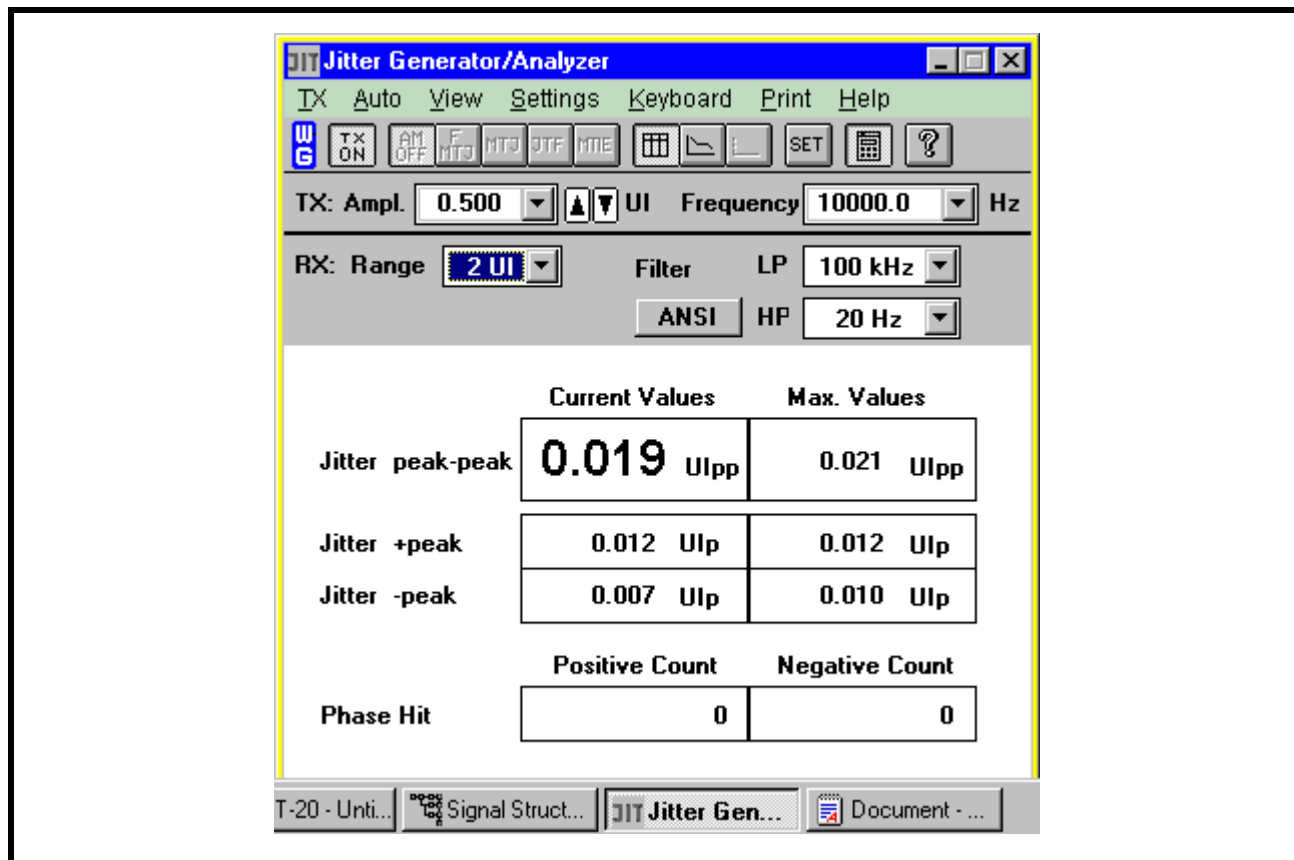 JIT Jitter Generator/Analyzer
TX Auto View Settings Keyboard Print Help
WG TX ON AM OFF F MTJ MTJ JTF MTIE SET ?
TX: Ampl. 0.500 UI Frequency 10000.0 Hz
RX: Range 2 UI Filter LP 100 kHz
ANSI HP 20 Hz
Current Values Max. Values
Jitter peak-peak 0.019 UIpp 0.021 UIpp
Jitter +peak 0.012 UIp 0.012 UIp
Jitter -peak 0.007 UIp 0.010 UIp
Positive Count Negative Count
Phase Hit 0 0
T-20 - Unti... Signal Struct... JIT Jitter Gen... Document - ...